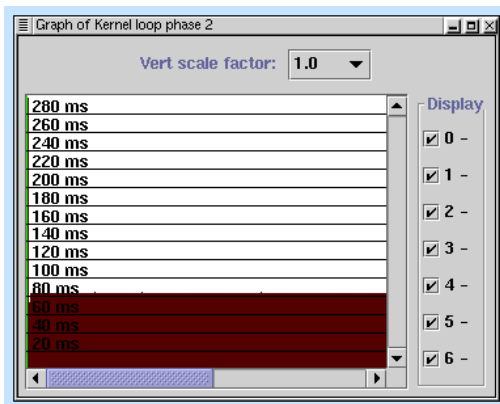 Graph of Kernel loop phase 2
Vert scale factor: 1.0
280 ms
260 ms
240 ms
220 ms
200 ms
180 ms
160 ms
140 ms
120 ms
100 ms
80 ms
60 ms
40 ms
20 ms
Display
0 -
1 -
2 -
3 -
4 -
5 -
6 -